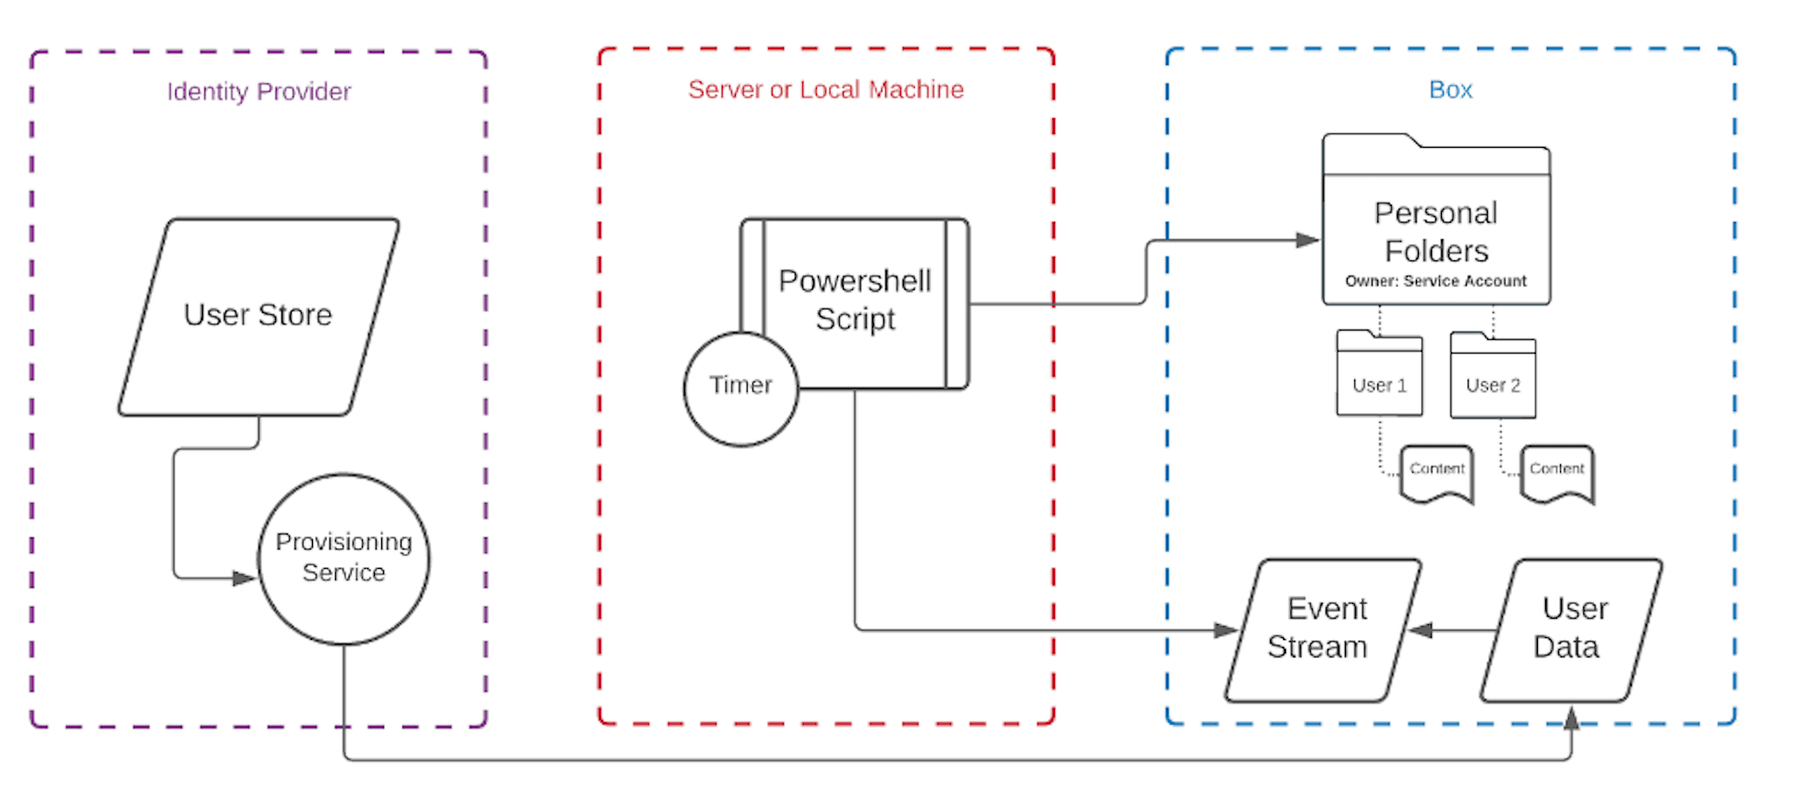 Identity Provider
User Store
Provisioning
Service
Server or Local Machine
Powershell
Script
Timer
Box
Personal
Folders
Owner: Service Account
User 1
User 2
Content
Content
Event
Stream
User
Data